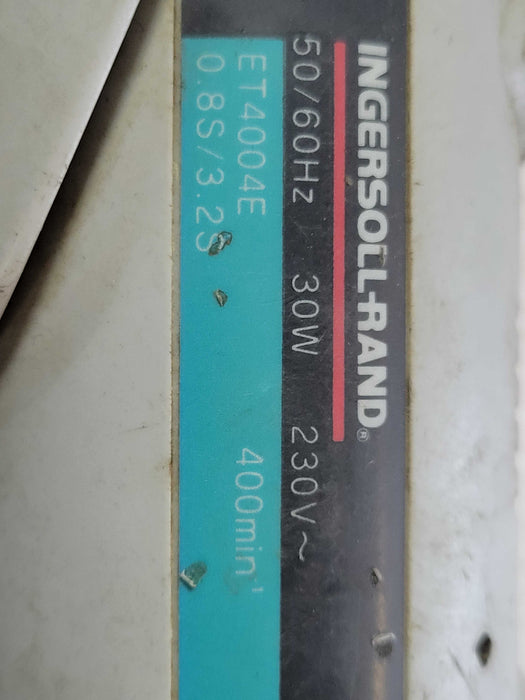 INGERSOLL-RAND®
50/60Hz 30W 230V~
ET4004E 400min⁻¹
0.8S/3.2S